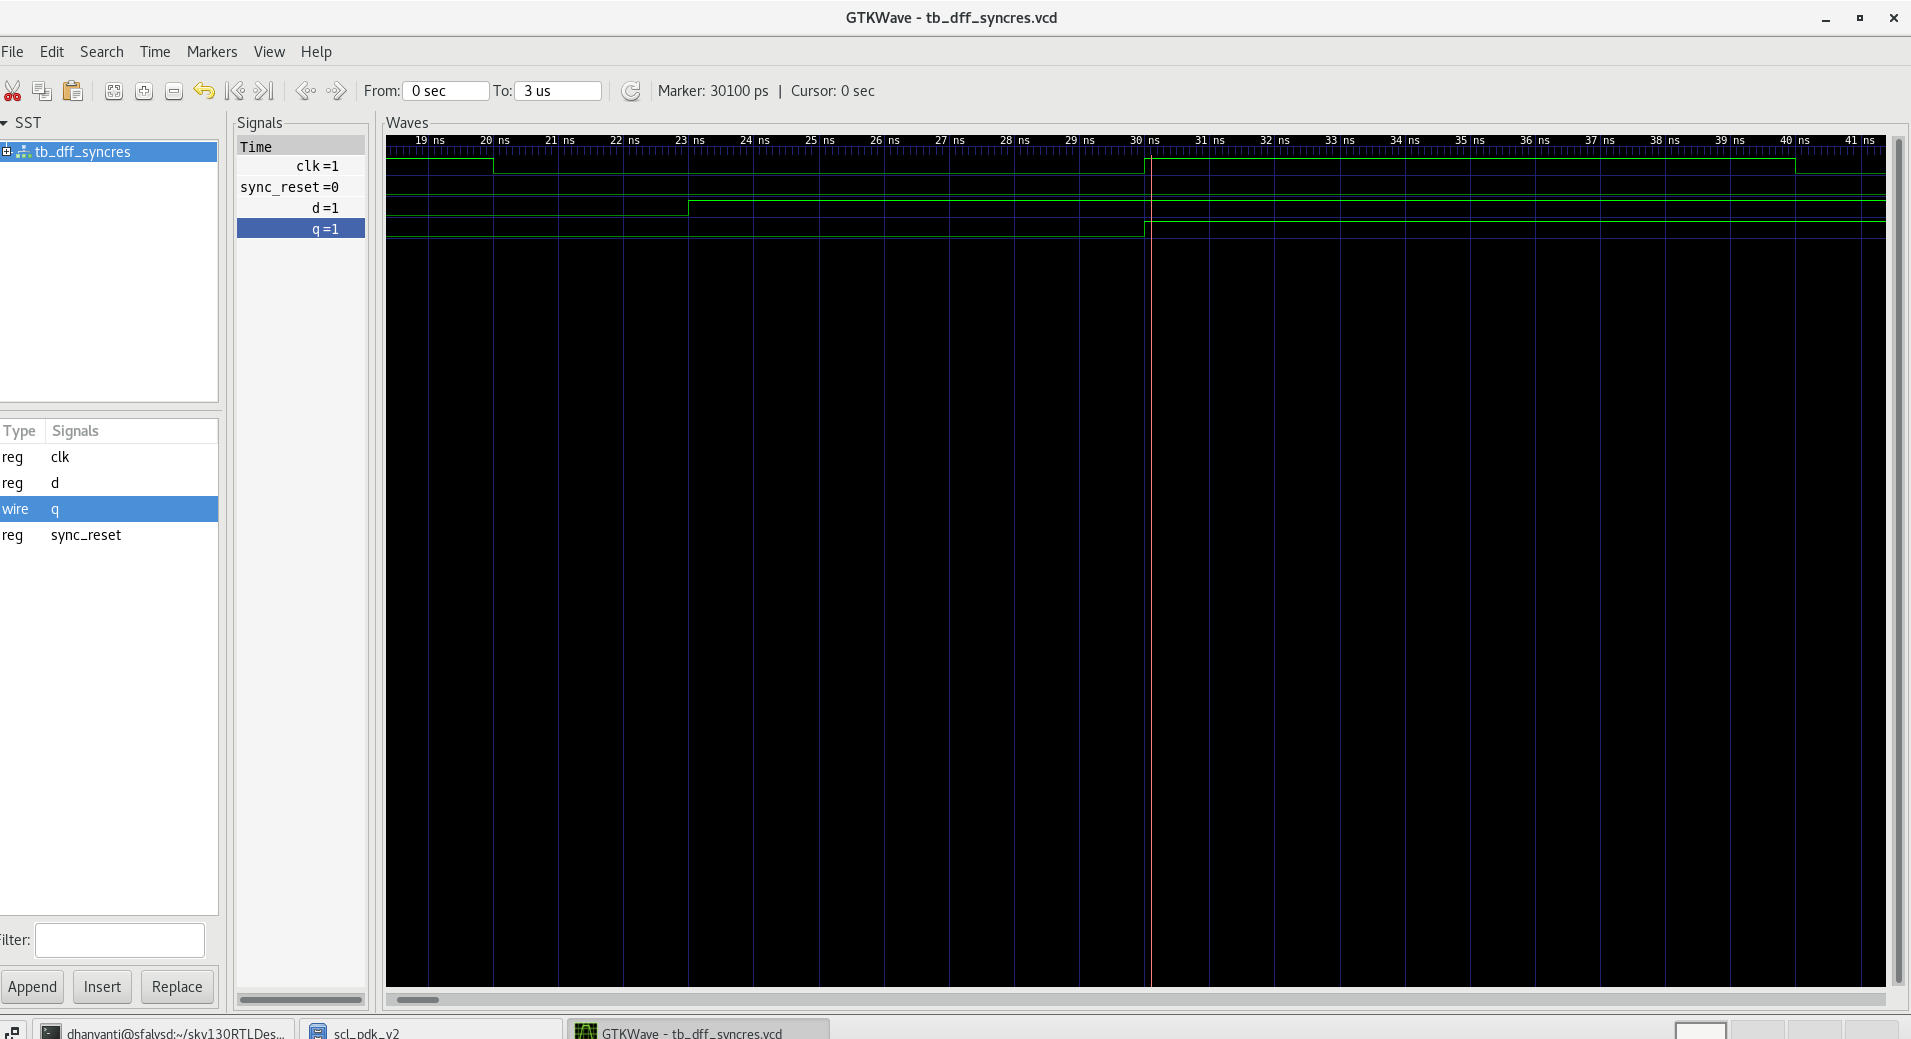 GTKWave - tb_dff_syncres.vcd
File Edit Search Time Markers View Help
From: 0 sec To: 3 us Marker: 30100 ps | Cursor: 0 sec
SST
tb_dff_syncres
Type Signals
reg clk
reg d
wire q
reg sync_reset
Filter:
Append Insert Replace
Signals
Time
clk =1
sync_reset =0
d =1
q =1
Waves
19 ns 20 ns 21 ns 22 ns 23 ns 24 ns 25 ns 26 ns 27 ns 28 ns 29 ns 30 ns 31 ns 32 ns 33 ns 34 ns 35 ns 36 ns 37 ns 38 ns 39 ns 40 ns 41 ns
dhanvanti@sfalvsd:~/sky130RTLDes... scl_pdk_v2 GTKWave - tb_dff_syncres.vcd